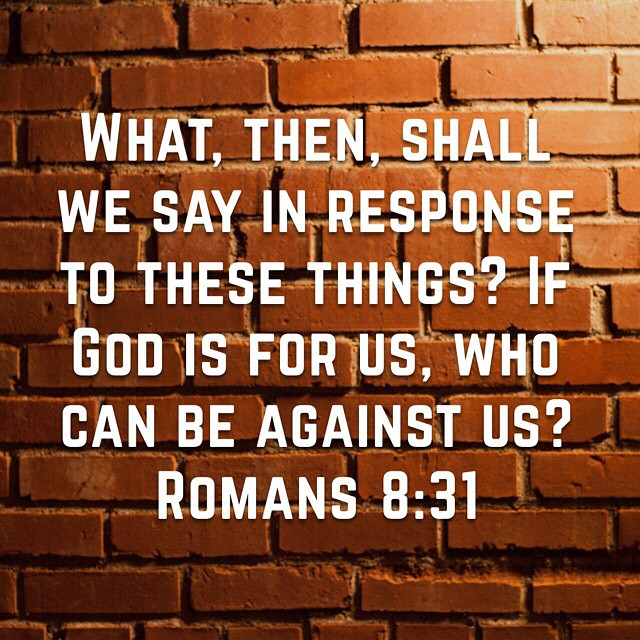 What, then, shall
we say in response
to these things? If
God is for us, who
can be against us?
Romans 8:31